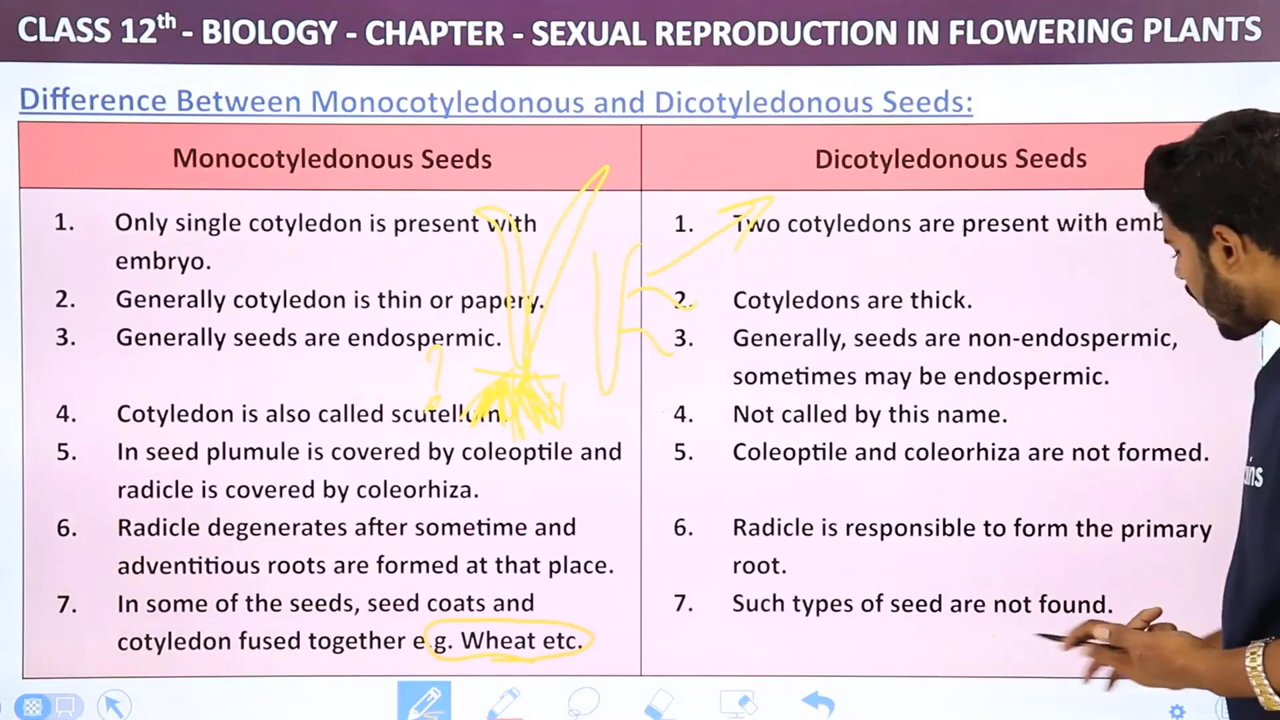 CLASS 12th - BIOLOGY - CHAPTER - SEXUAL REPRODUCTION IN FLOWERING PLANTS
Difference Between Monocotyledonous and Dicotyledonous Seeds:
Monocotyledonous Seeds
1. Only single cotyledon is present with
embryo.
2. Generally cotyledon is thin or papery.
3. Generally seeds are endospermic.
?
4. Cotyledon is also called scutellum.
5. In seed plumule is covered by coleoptile and
radicle is covered by coleorhiza.
6. Radicle degenerates after sometime and
adventitious roots are formed at that place.
7. In some of the seeds, seed coats and
cotyledon fused together e.g. Wheat etc.
Dicotyledonous Seeds
1. Two cotyledons are present with emb
2. Cotyledons are thick.
3. Generally, seeds are non-endospermic,
sometimes may be endospermic.
4. Not called by this name.
5. Coleoptile and coleorhiza are not formed.
6. Radicle is responsible to form the primary
root.
7. Such types of seed are not found.